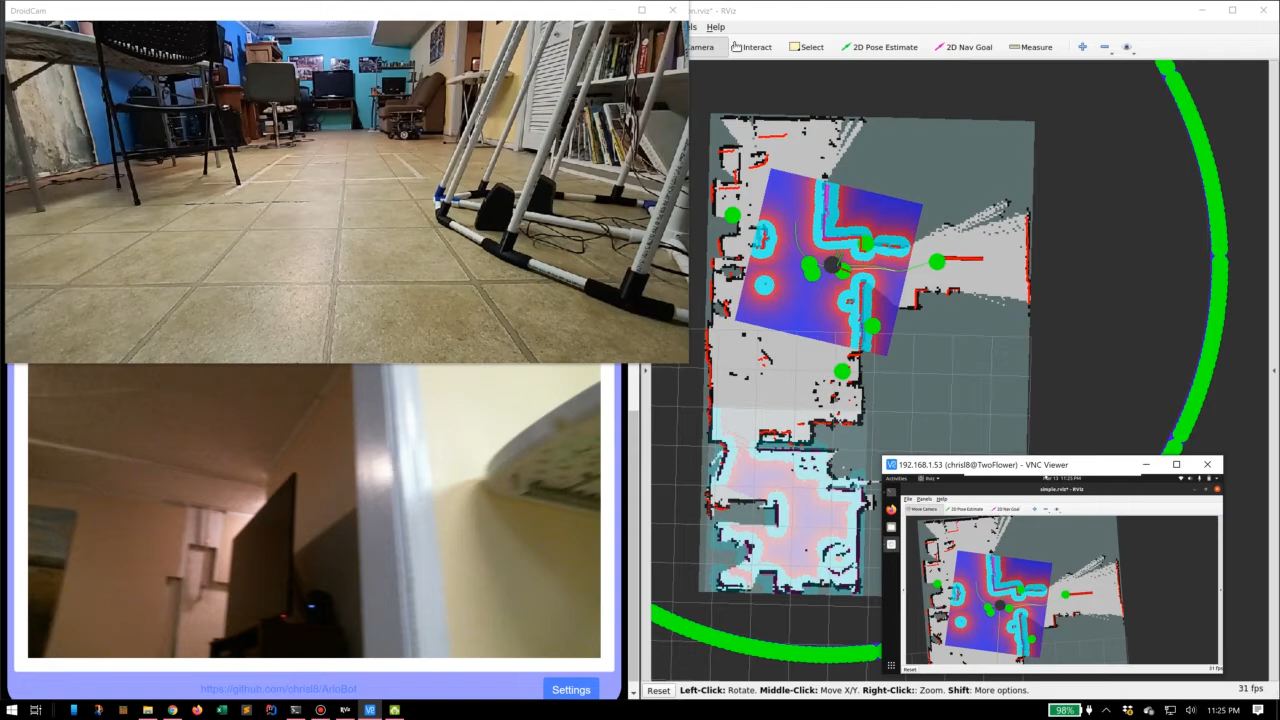 DroidCam
m.rviz* - RViz
els Help
Camera Interact Select 2D Pose Estimate 2D Nav Goal Measure
192.168.1.53 (chrisl8@TwoFlower) - VNC Viewer
Activities
simple.rviz* - RViz
File Panels Help
Move Camera 2D Pose Estimate 2D Nav Goal
Reset
31 fps
https://github.com/chrisl8/ArloBot
Settings
Reset Left-Click: Rotate. Middle-Click: Move X/Y. Right-Click: Zoom. Shift: More options. 31 fps
98% 11:25 PM